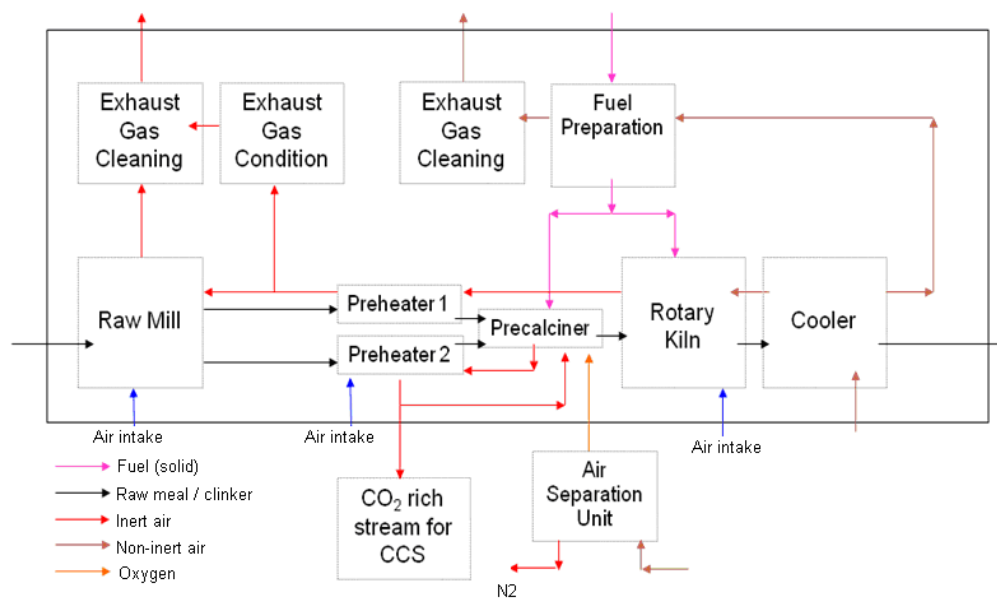 Exhaust
Gas
Cleaning
Exhaust
Gas
Condition
Exhaust
Gas
Cleaning
Fuel
Preparation
Raw Mill
Preheater 1
Preheater 2
Precalciner
Rotary
Kiln
Cooler
Air intake
Air intake
Air intake
Fuel (solid)
Raw meal / clinker
Inert air
Non-inert air
Oxygen
CO₂ rich
stream for
CCS
Air
Separation
Unit
N2